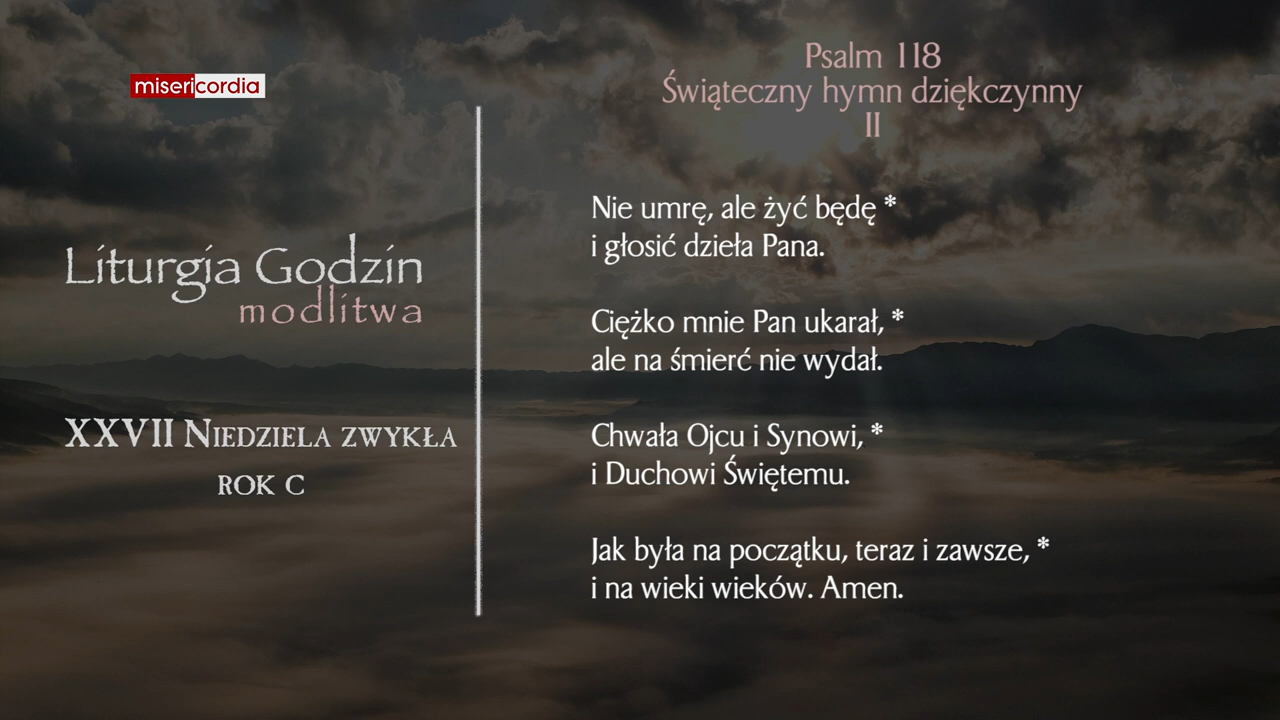 misericordia
Liturgia Godzin
modlitwa
XXVII Niedziela zwykła
rok C
Psalm 118
Świąteczny hymn dziękczynny
II
Nie umrę, ale żyć będę *
i głosić dzieła Pana.
Ciężko mnie Pan ukarał, *
ale na śmierć nie wydał.
Chwała Ojcu i Synowi, *
i Duchowi Świętemu.
Jak była na początku, teraz i zawsze, *
i na wieki wieków. Amen.